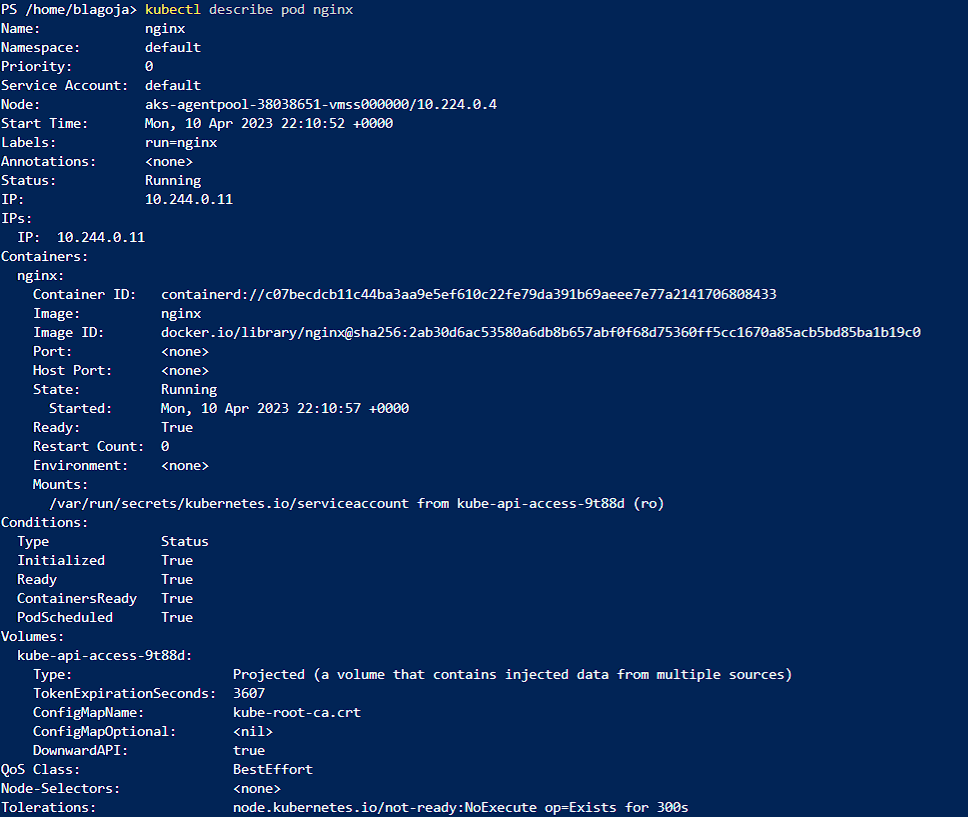 PS /home/blagoja> kubectl describe pod nginx
Name:             nginx
Namespace:        default
Priority:         0
Service Account:  default
Node:             aks-agentpool-38038651-vmss000000/10.224.0.4
Start Time:       Mon, 10 Apr 2023 22:10:52 +0000
Labels:           run=nginx
Annotations:      <none>
Status:           Running
IP:               10.244.0.11
IPs:
  IP:  10.244.0.11
Containers:
  nginx:
    Container ID:   containerd://c07becdcb11c44ba3aa9e5ef610c22fe79da391b69aeee7e77a2141706808433
    Image:          nginx
    Image ID:       docker.io/library/nginx@sha256:2ab30d6ac53580a6db8b657abf0f68d75360ff5cc1670a85acb5bd85ba1b19c0
    Port:           <none>
    Host Port:      <none>
    State:          Running
      Started:      Mon, 10 Apr 2023 22:10:57 +0000
    Ready:          True
    Restart Count:  0
    Environment:    <none>
    Mounts:
      /var/run/secrets/kubernetes.io/serviceaccount from kube-api-access-9t88d (ro)
Conditions:
  Type              Status
  Initialized       True
  Ready             True
  ContainersReady   True
  PodScheduled      True
Volumes:
  kube-api-access-9t88d:
    Type:                    Projected (a volume that contains injected data from multiple sources)
    TokenExpirationSeconds:  3607
    ConfigMapName:           kube-root-ca.crt
    ConfigMapOptional:       <nil>
    DownwardAPI:             true
QoS Class:                   BestEffort
Node-Selectors:              <none>
Tolerations:                 node.kubernetes.io/not-ready:NoExecute op=Exists for 300s